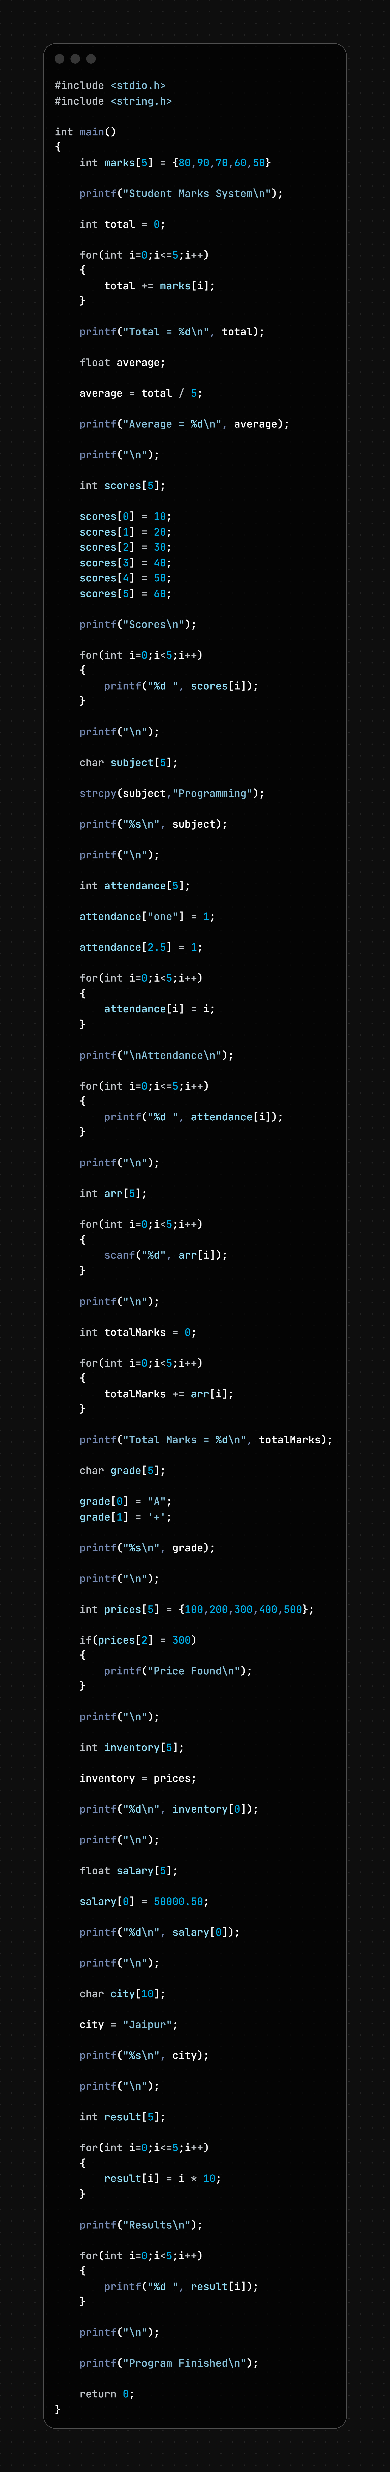 #include <stdio.h>
#include <string.h>
int main()
{
int marks[5] = {80,90,70,60,50}
printf("Student Marks System\n");
int total = 0;
for(int i=0;i<=5;i++)
{
total += marks[i];
}
printf("Total = %d\n", total);
float average;
average = total / 5;
printf("Average = %d\n", average);
printf("\n");
int scores[5];
scores[0] = 10;
scores[1] = 20;
scores[2] = 30;
scores[3] = 40;
scores[4] = 50;
scores[5] = 60;
printf("Scores\n");
for(int i=0;i<5;i++)
{
printf("%d ", scores[i]);
}
printf("\n");
char subject[5];
strcpy(subject,"Programming");
printf("%s\n", subject);
printf("\n");
int attendance[5];
attendance["one"] = 1;
attendance[2.5] = 1;
for(int i=0;i<5;i++)
{
attendance[i] = i;
}
printf("\nAttendance\n");
for(int i=0;i<=5;i++)
{
printf("%d ", attendance[i]);
}
printf("\n");
int arr[5];
for(int i=0;i<5;i++)
{
scanf("%d", arr[i]);
}
printf("\n");
int totalMarks = 0;
for(int i=0;i<5;i++)
{
totalMarks += arr[i];
}
printf("Total Marks = %d\n", totalMarks);
char grade[5];
grade[0] = "A";
grade[1] = '+';
printf("%s\n", grade);
printf("\n");
int prices[5] = {100,200,300,400,500};
if(prices[2] = 300)
{
printf("Price Found\n");
}
printf("\n");
int inventory[5];
inventory = prices;
printf("%d\n", inventory[0]);
printf("\n");
float salary[5];
salary[0] = 50000.50;
printf("%d\n", salary[0]);
printf("\n");
char city[10];
city = "Jaipur";
printf("%s\n", city);
printf("\n");
int result[5];
for(int i=0;i<=5;i++)
{
result[i] = i * 10;
}
printf("Results\n");
for(int i=0;i<5;i++)
{
printf("%d ", result[i]);
}
printf("\n");
printf("Program Finished\n");
return 0;
}